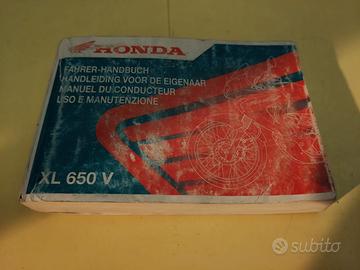 HONDA
FAHRER-HANDBUCH
HANDLEIDING VOOR DE EIGENAAR
MANUEL DU CONDUCTEUR
USO E MANUTENZIONE
XL 650 V
subito